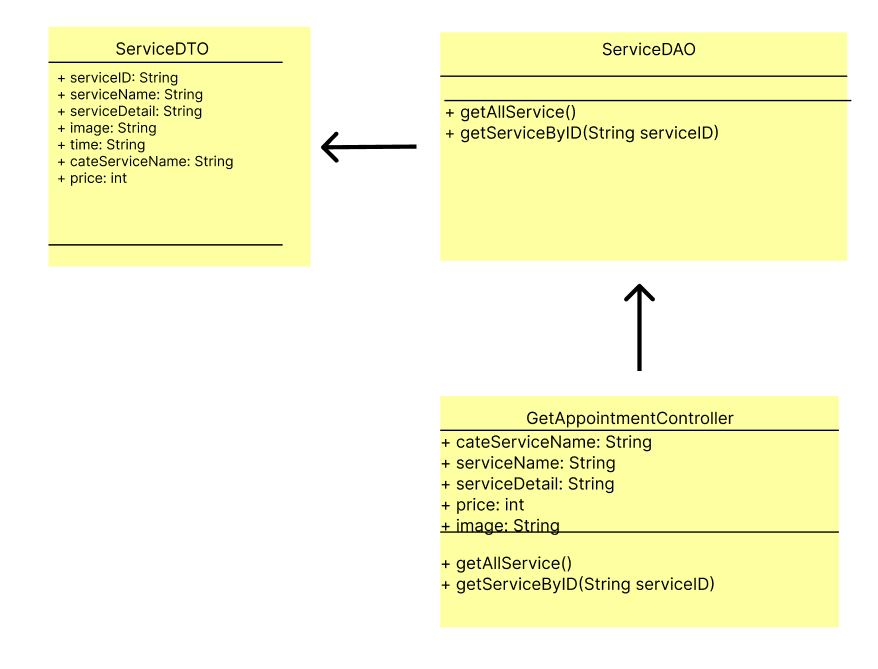 ServiceDTO
+ serviceID: String
+ serviceName: String
+ serviceDetail: String
+ image: String
+ time: String
+ cateServiceName: String
+ price: int
ServiceDAO
+ getAllService()
+ getServiceByID(String serviceID)
GetAppointmentController
+ cateServiceName: String
+ serviceName: String
+ serviceDetail: String
+ price: int
+ image: String
+ getAllService()
+ getServiceByID(String serviceID)